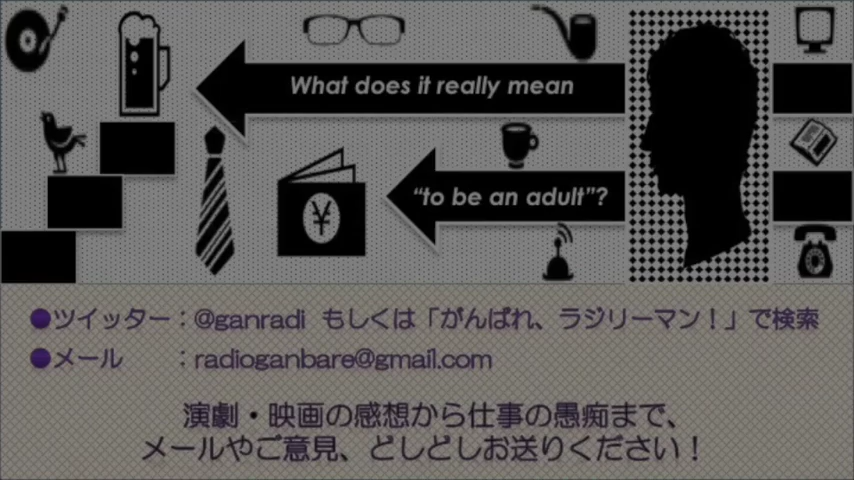 What does it really mean
"to be an adult"?
¥
●ツイッター：@ganradi もしくは「がんばれ、ラジリーマン！」で検索
●メール　　：radioganbare@gmail.com
演劇・映画の感想から仕事の愚痴まで、
メールやご意見、どしどしお送りください！